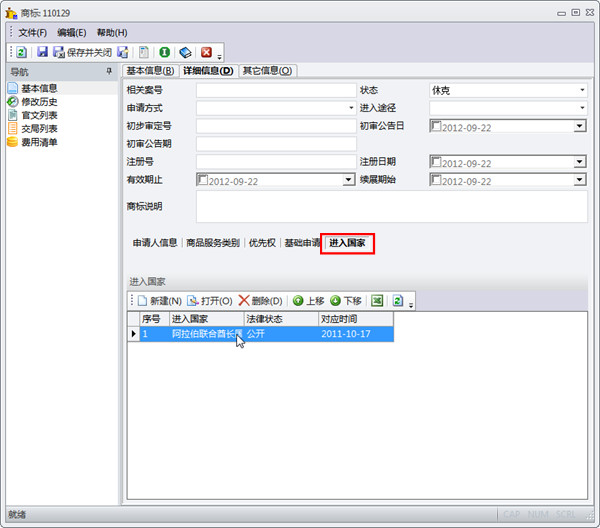 商标: 110129
文件(F) 编辑(E) 帮助(H)
保存并关闭
导航
基本信息
修改历史
官文列表
交局列表
费用清单
基本信息(B) 详细信息(D) 其它信息(O)
相关案号 状态 休克
申请方式 进入途径
初步审定号 初审公告日 2012-09-22
初审公告期
注册号 注册日期 2012-09-22
有效期止 2012-09-22 续展期始 2012-09-22
商标说明
申请人信息 商品服务类别 优先权 基础申请 进入国家
进入国家
新建(N) 打开(O) 删除(D) 上移 下移
序号 进入国家 法律状态 对应时间
1 阿拉伯联合酋长国 公开 2011-10-17
就绪 CAP NUM SCRL